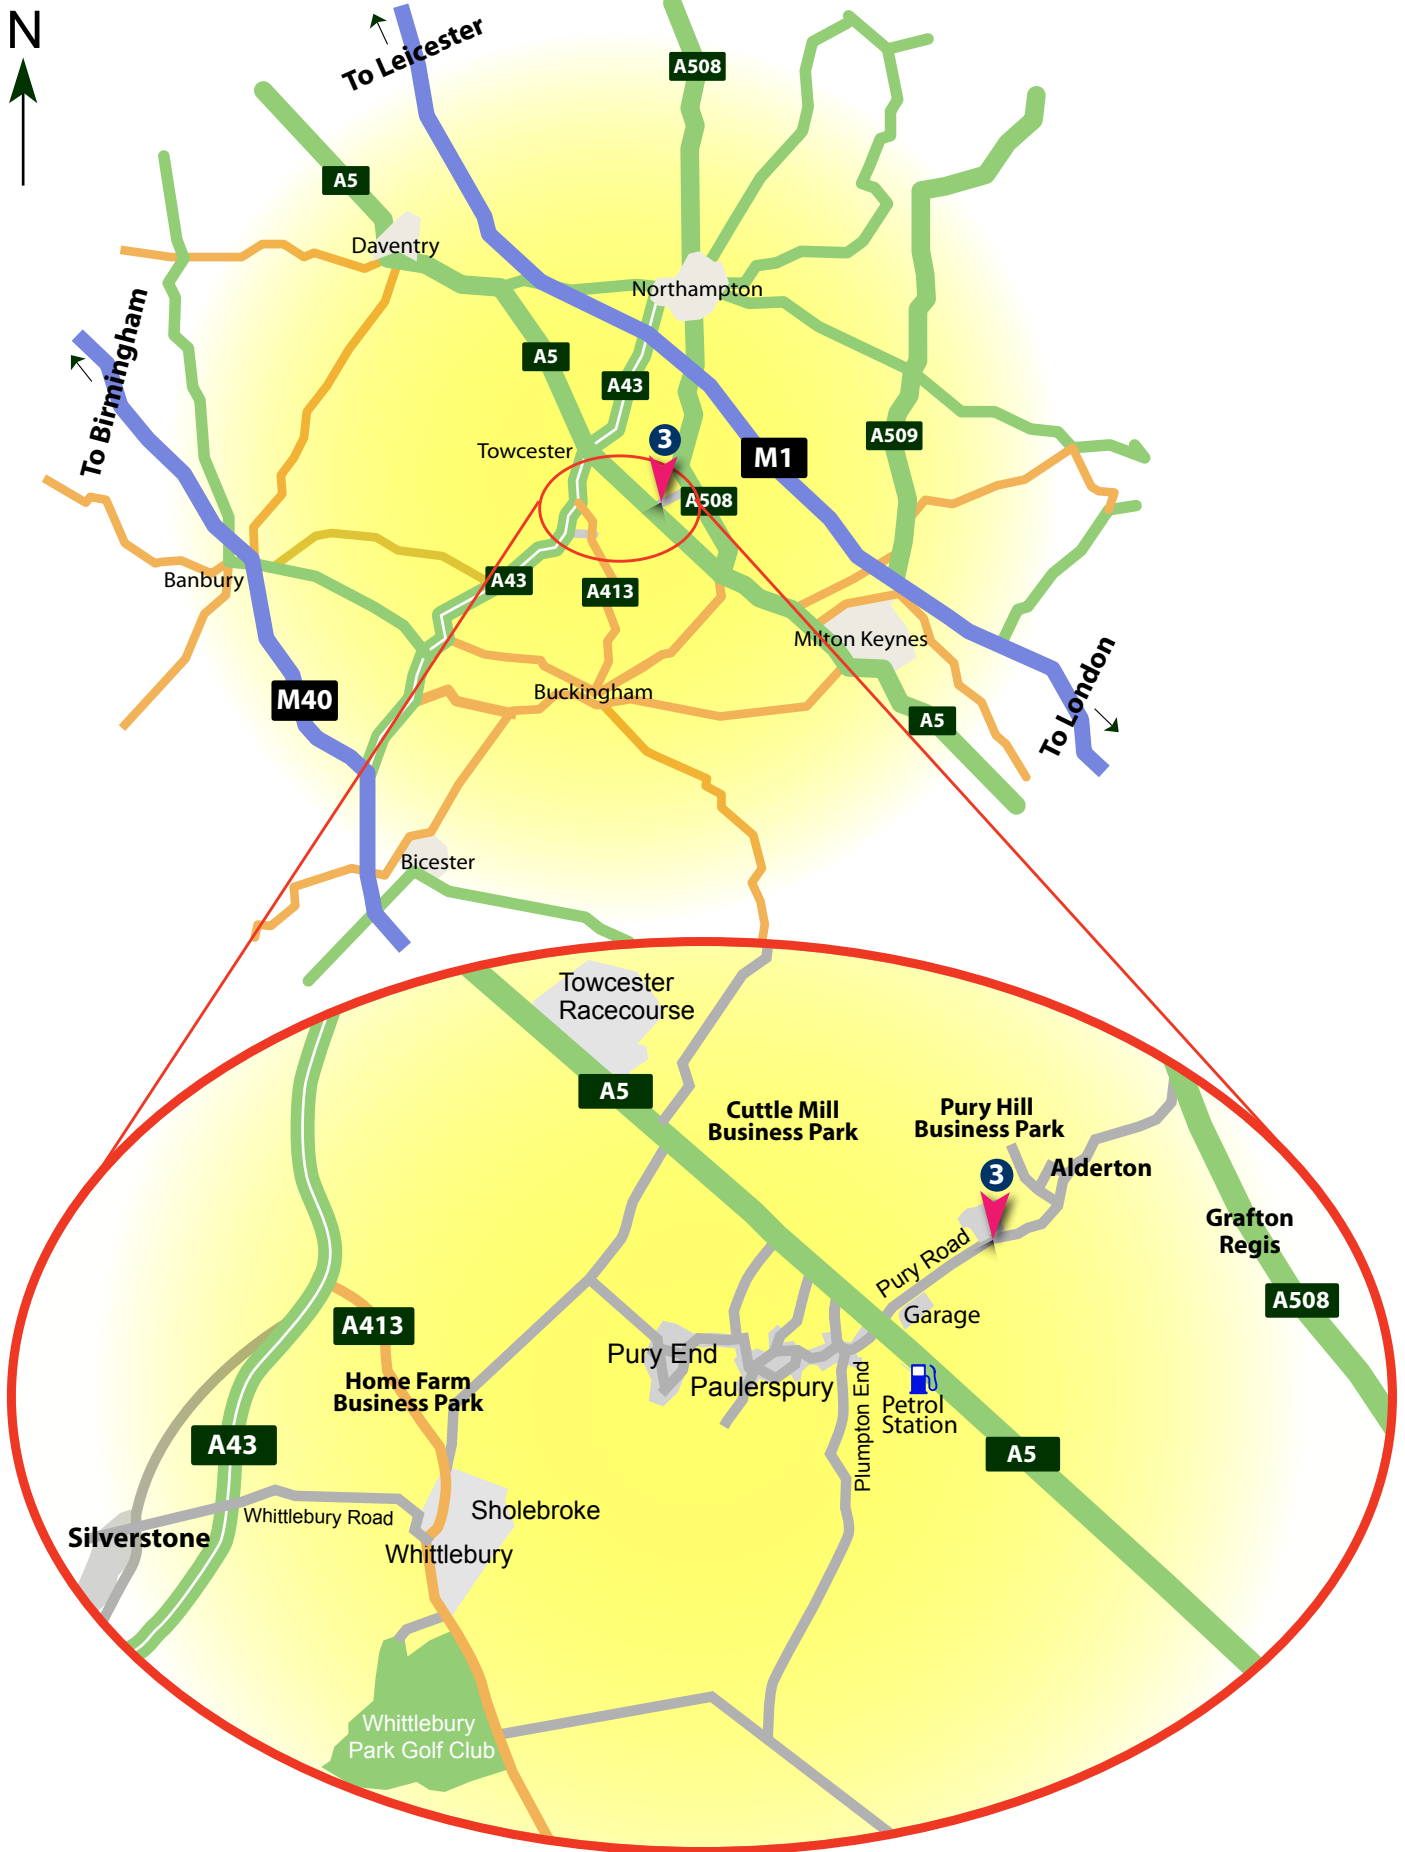 N
To Leicester
A508
A5
Daventry
Northampton
To Birmingham
A5
A43
A509
Towcester
3
M1
A508
Banbury
A43
A413
Milton Keynes
To London
M40
Buckingham
A5
Bicester
Towcester
Racecourse
A5
Cuttle Mill
Business Park
Pury Hill
Business Park
3
Alderton
Grafton
Regis
Pury Road
A508
Garage
A413
Pury End
Paulerspury
Plumpton End
Petrol
Station
Home Farm
Business Park
A43
A5
Whittlebury Road
Sholebroke
Silverstone
Whittlebury
Whittlebury
Park Golf Club